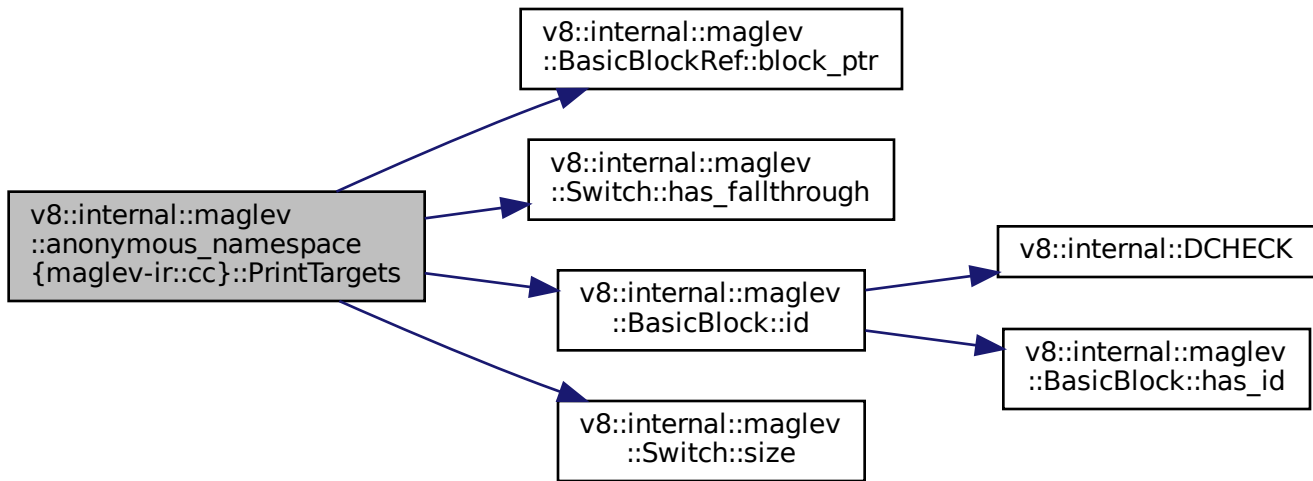 v8::internal::maglev
::BasicBlockRef::block_ptr
v8::internal::maglev
::Switch::has_fallthrough
v8::internal::maglev
::anonymous_namespace
{maglev-ir::cc}::PrintTargets
v8::internal::DCHECK
v8::internal::maglev
::BasicBlock::id
v8::internal::maglev
::BasicBlock::has_id
v8::internal::maglev
::Switch::size